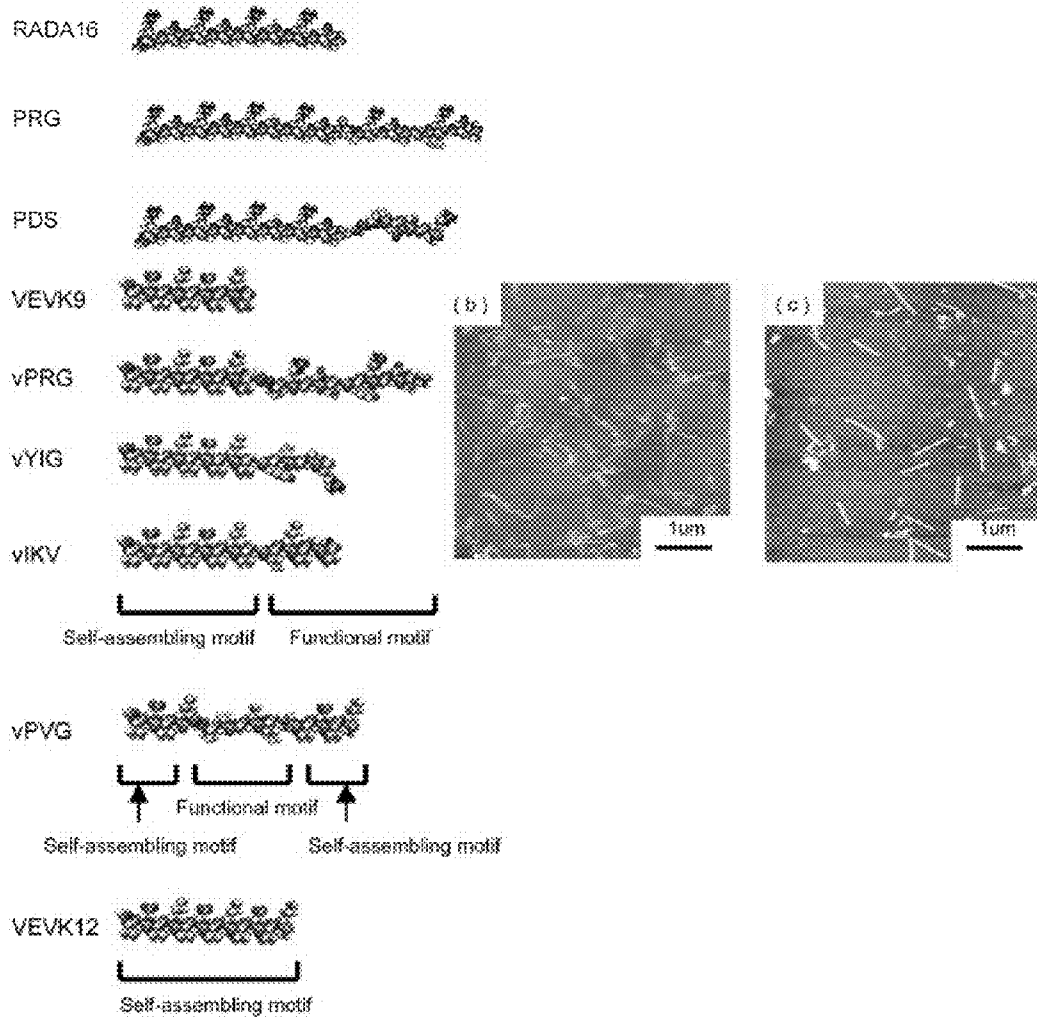 RADA16
PRG
PDS
VEVK9
(b)
(c)
vPRG
vYIG
1um
1um
vIKV
Self-assembling motif Functional motif
vPVG
Functional motif
Self-assembling motif Self-assembling motif
VEVK12
Self-assembling motif